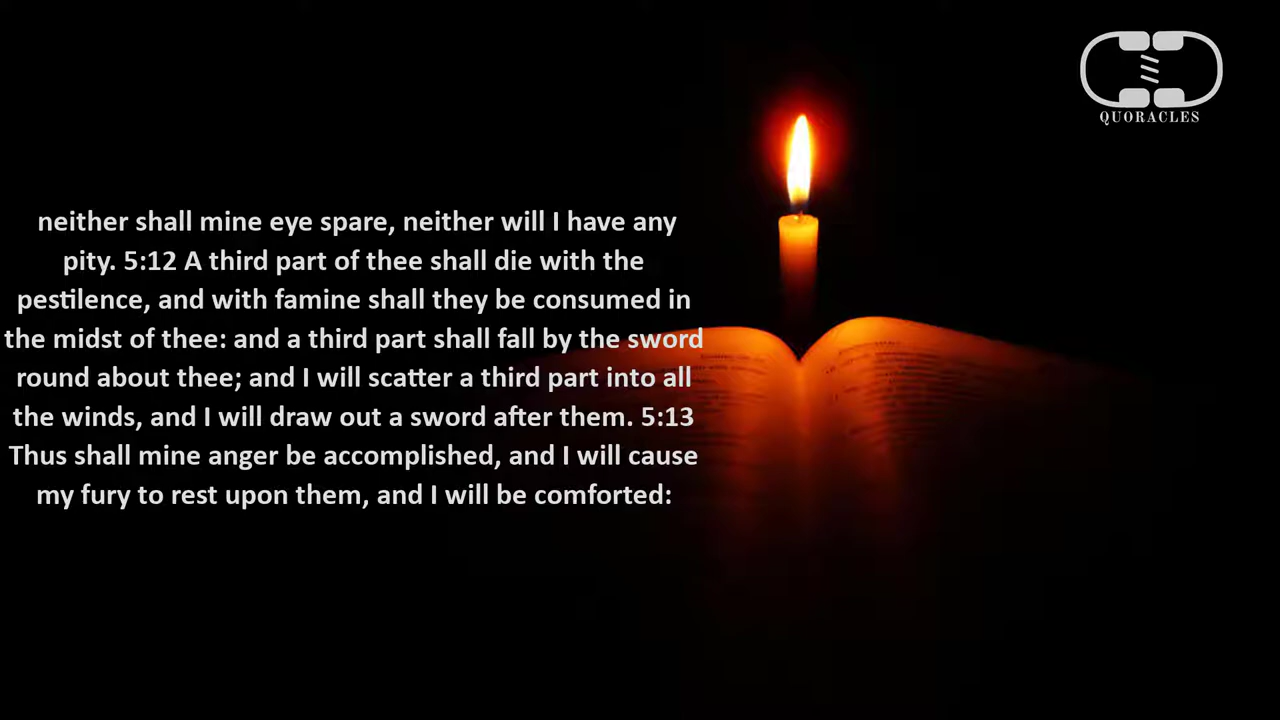 QUORACLES
neither shall mine eye spare, neither will I have any
pity. 5:12 A third part of thee shall die with the
pestilence, and with famine shall they be consumed in
the midst of thee: and a third part shall fall by the sword
round about thee; and I will scatter a third part into all
the winds, and I will draw out a sword after them. 5:13
Thus shall mine anger be accomplished, and I will cause
my fury to rest upon them, and I will be comforted: